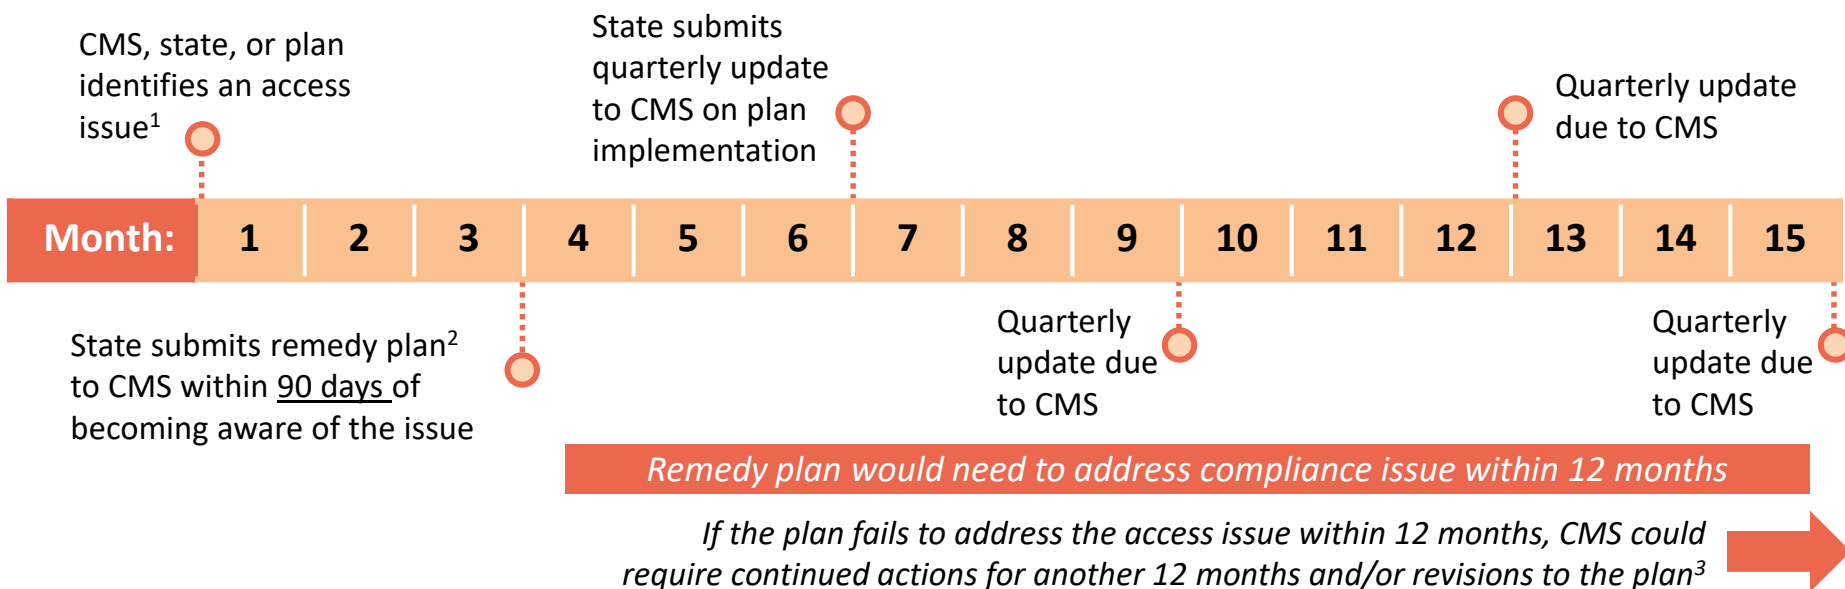 CMS, state, or plan
identifies an access
issue1
State submits
quarterly update
to CMS on plan
implementation
Quarterly update
due to CMS
Month: 1 2 3 4 5 6 7 8 9 10 11 12 13 14 15
State submits remedy plan2
to CMS within 90 days of
becoming aware of the issue
Quarterly
update due
to CMS
Quarterly
update due
to CMS
Remedy plan would need to address compliance issue within 12 months
If the plan fails to address the access issue within 12 months, CMS could
require continued actions for another 12 months and/or revisions to the plan3